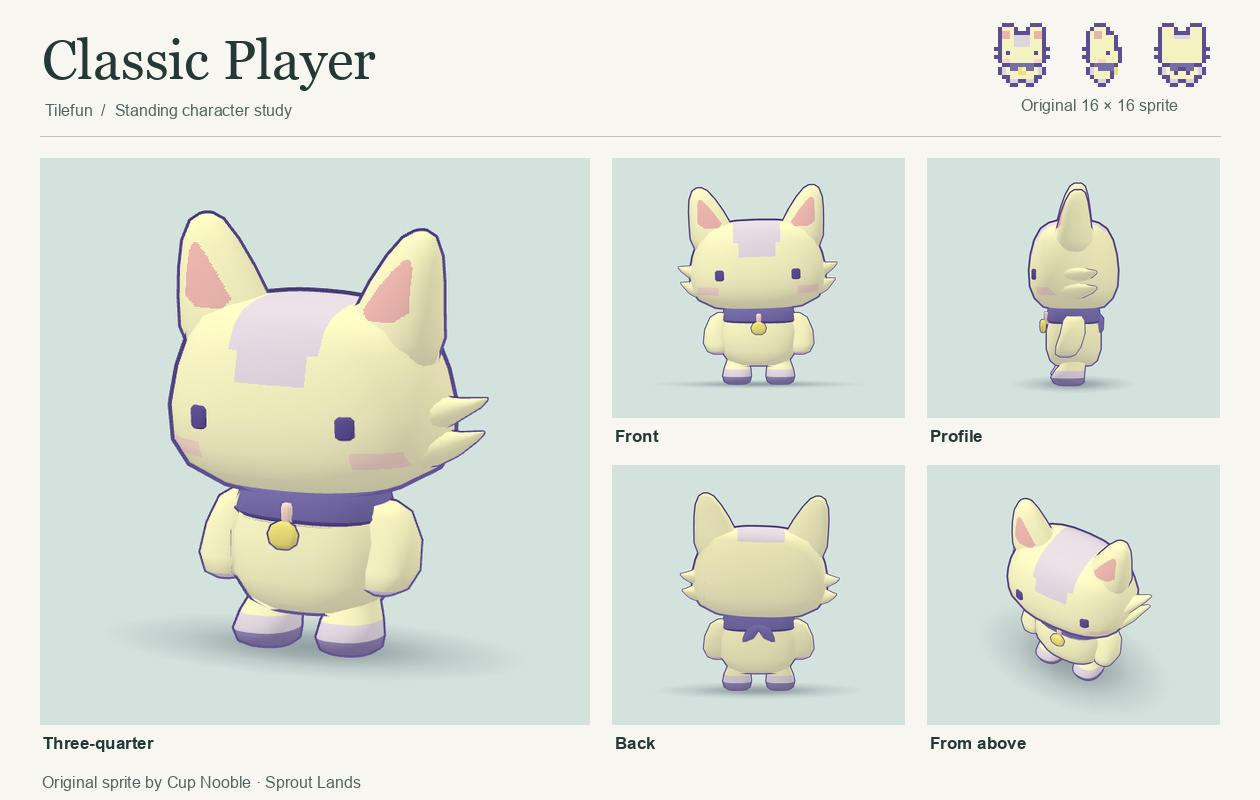 Classic Player
Tilefun / Standing character study
Original 16 × 16 sprite
Three-quarter
Front
Profile
Back
From above
Original sprite by Cup Nooble · Sprout Lands